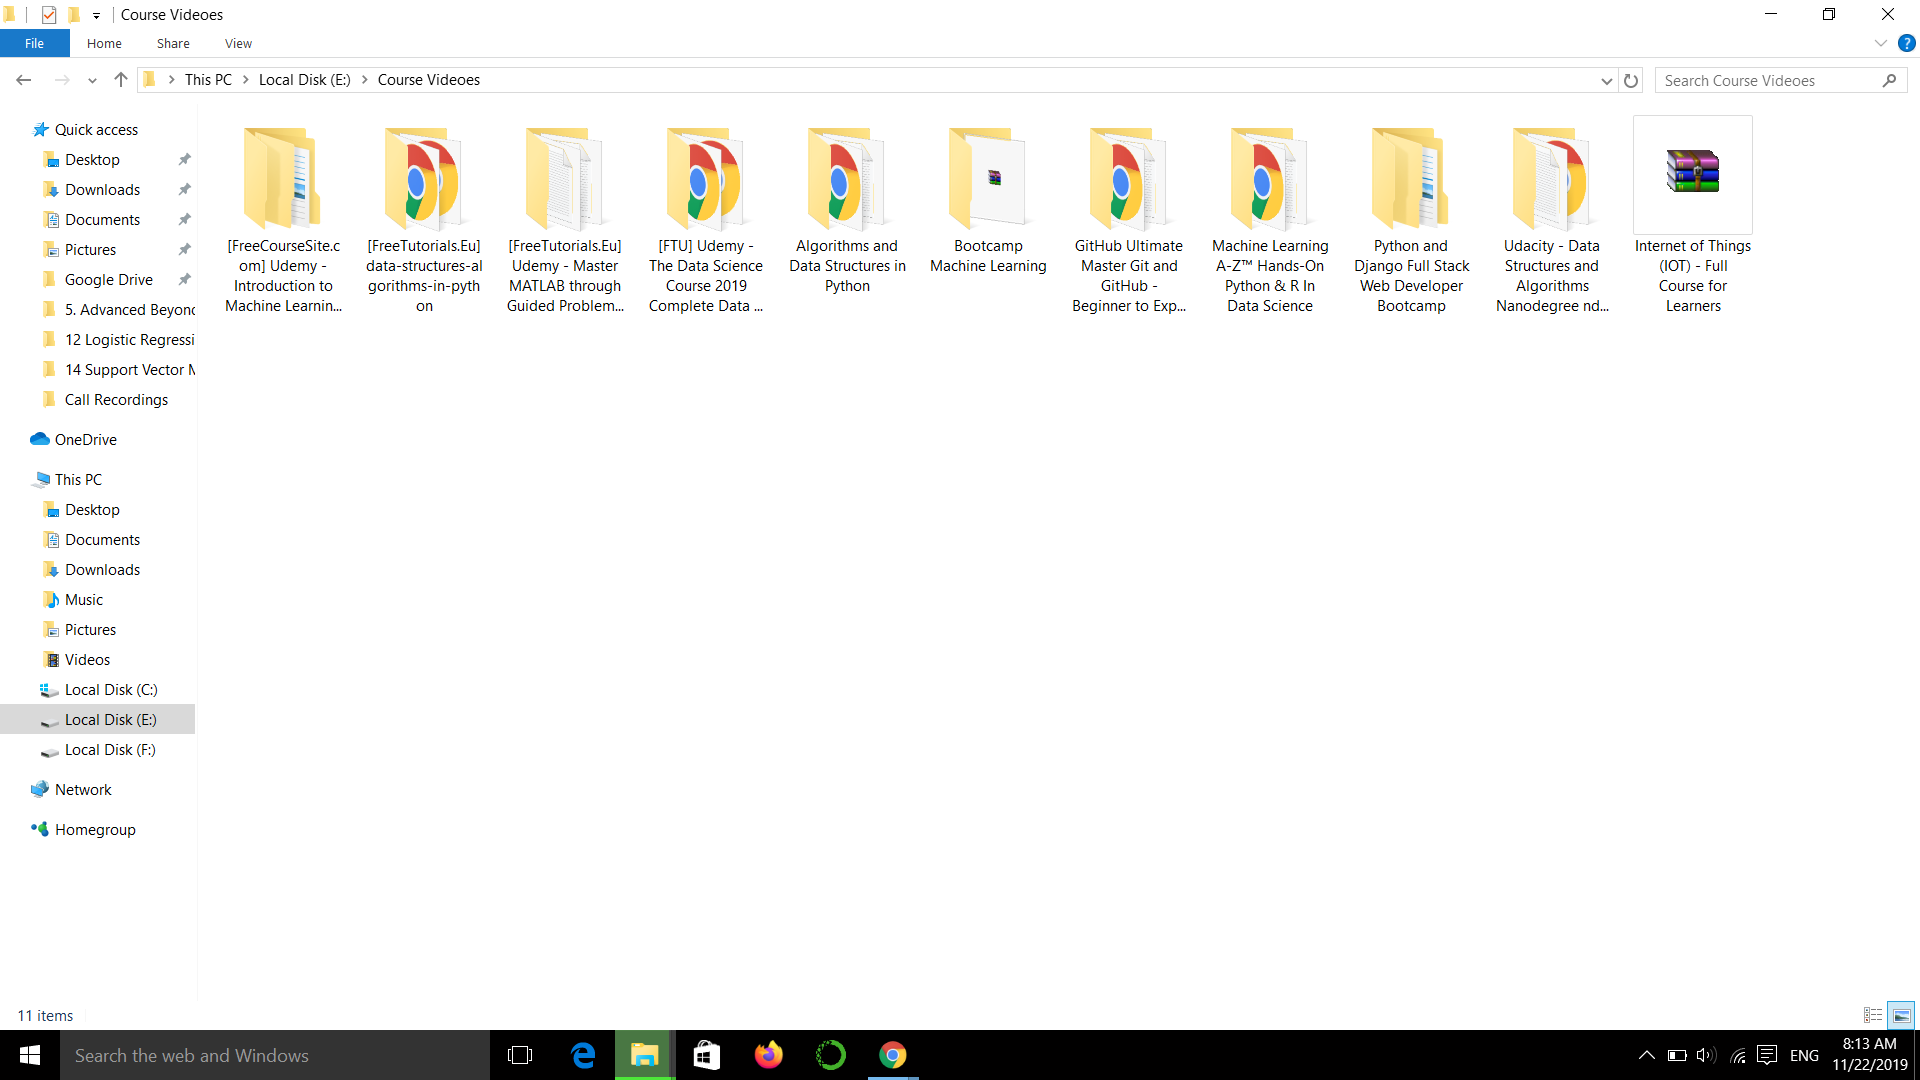 Course Videoes
File Home Share View
This PC Local Disk (E:) Course Videoes
Search Course Videoes
Quick access
Desktop
Downloads
Documents
Pictures
Google Drive
5. Advanced Beyond
12 Logistic Regressi
14 Support Vector M
Call Recordings
OneDrive
This PC
Desktop
Documents
Downloads
Music
Pictures
Videos
Local Disk (C:)
Local Disk (E:)
Local Disk (F:)
Network
Homegroup
[FreeCourseSite.c
om] Udemy -
Introduction to
Machine Learnin...
[FreeTutorials.Eu]
data-structures-al
gorithms-in-pyth
on
[FreeTutorials.Eu]
Udemy - Master
MATLAB through
Guided Problem...
[FTU] Udemy -
The Data Science
Course 2019
Complete Data ...
Algorithms and
Data Structures in
Python
Bootcamp
Machine Learning
GitHub Ultimate
Master Git and
GitHub -
Beginner to Exp...
Machine Learning
A-Z™ Hands-On
Python & R In
Data Science
Python and
Django Full Stack
Web Developer
Bootcamp
Udacity - Data
Structures and
Algorithms
Nanodegree nd...
Internet of Things
(IOT) - Full
Course for
Learners
11 items
Search the web and Windows
ENG
8:13 AM
11/22/2019